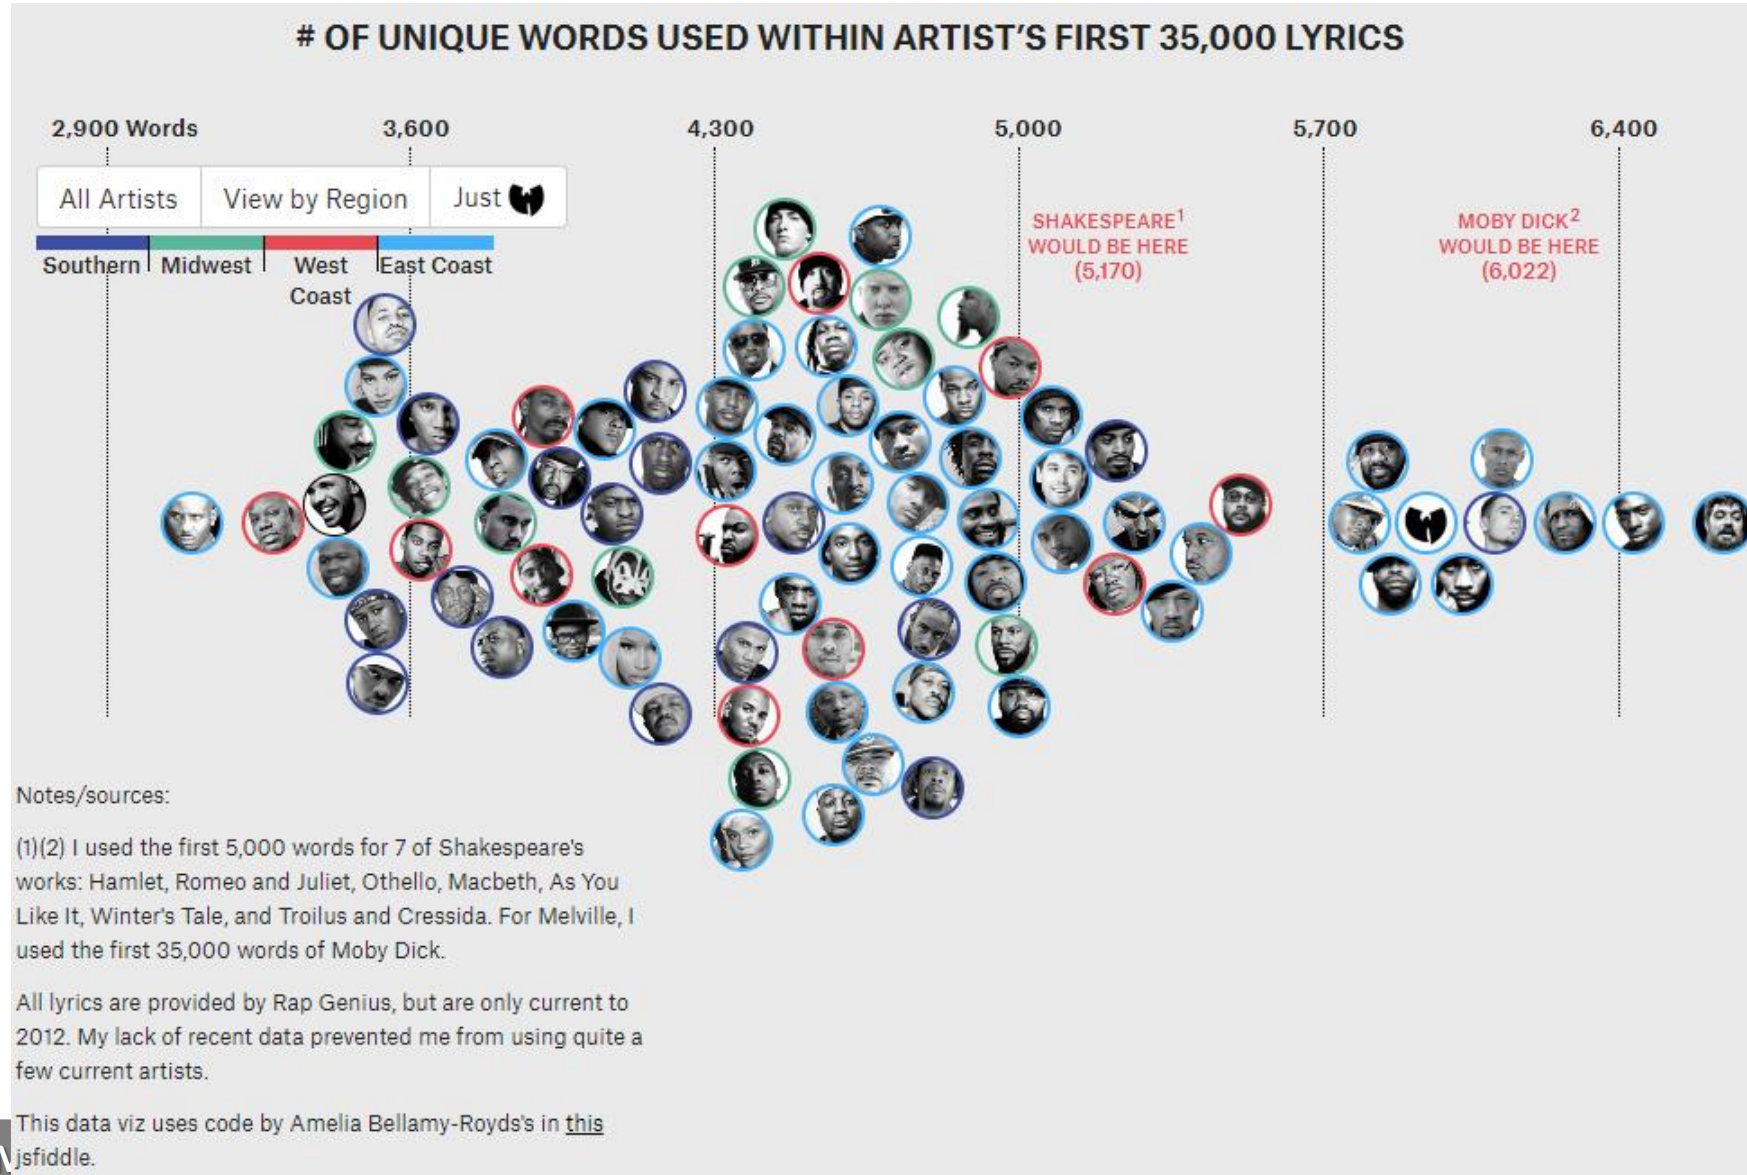 # OF UNIQUE WORDS USED WITHIN ARTIST'S FIRST 35,000 LYRICS
2,900 Words 3,600 4,300 5,000 5,700 6,400
All Artists View by Region Just
SHAKESPEARE1
WOULD BE HERE
(5,170)
MOBY DICK2
WOULD BE HERE
(6,022)
Southern Midwest West East Coast
Coast
Notes/sources:
(1)(2) I used the first 5,000 words for 7 of Shakespeare's
works: Hamlet, Romeo and Juliet, Othello, Macbeth, As You
Like It, Winter's Tale, and Troilus and Cressida. For Melville, I
used the first 35,000 words of Moby Dick.
All lyrics are provided by Rap Genius, but are only current to
2012. My lack of recent data prevented me from using quite a
few current artists.
This data viz uses code by Amelia Bellamy-Royds's in this
jsfiddle.